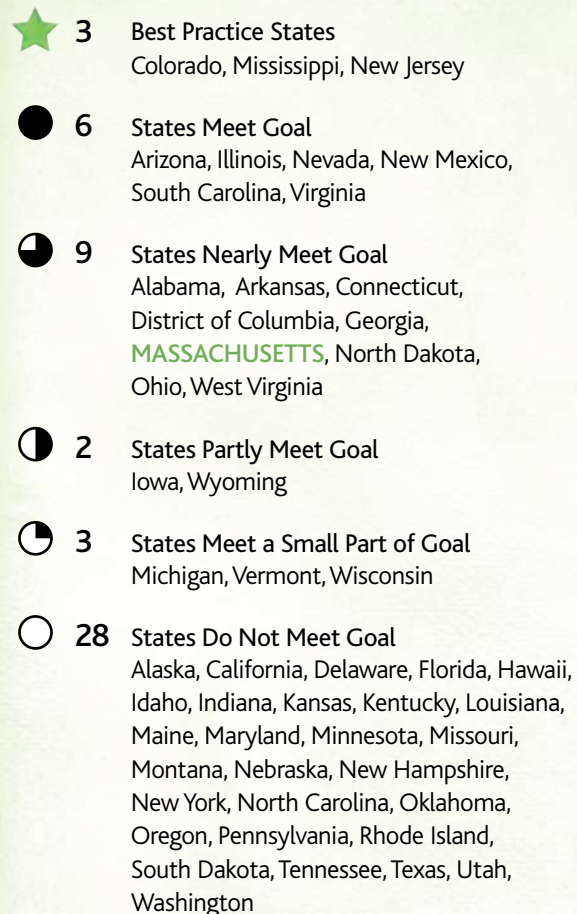 3 Best Practice States
Colorado, Mississippi, New Jersey
6 States Meet Goal
Arizona, Illinois, Nevada, New Mexico,
South Carolina, Virginia
9 States Nearly Meet Goal
Alabama, Arkansas, Connecticut,
District of Columbia, Georgia,
MASSACHUSETTS, North Dakota,
Ohio, West Virginia
2 States Partly Meet Goal
Iowa, Wyoming
3 States Meet a Small Part of Goal
Michigan, Vermont, Wisconsin
28 States Do Not Meet Goal
Alaska, California, Delaware, Florida, Hawaii,
Idaho, Indiana, Kansas, Kentucky, Louisiana,
Maine, Maryland, Minnesota, Missouri,
Montana, Nebraska, New Hampshire,
New York, North Carolina, Oklahoma,
Oregon, Pennsylvania, Rhode Island,
South Dakota, Tennessee, Texas, Utah,
Washington